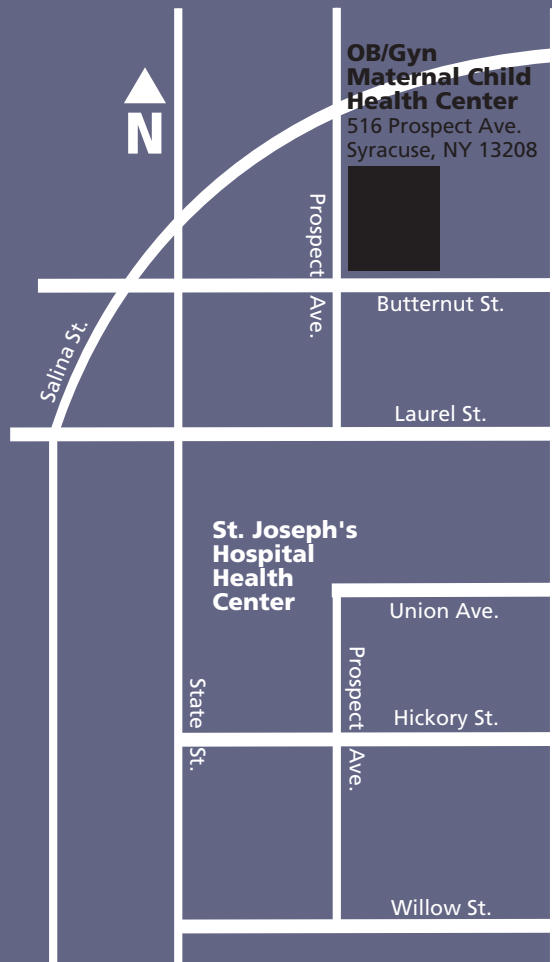 OB/Gyn
Maternal Child
Health Center
516 Prospect Ave.
Syracuse, NY 13208
N
Prospect Ave.
Butternut St.
Salina St.
Laurel St.
St. Joseph's
Hospital
Health
Center
Union Ave.
State St.
Prospect Ave.
Hickory St.
Willow St.